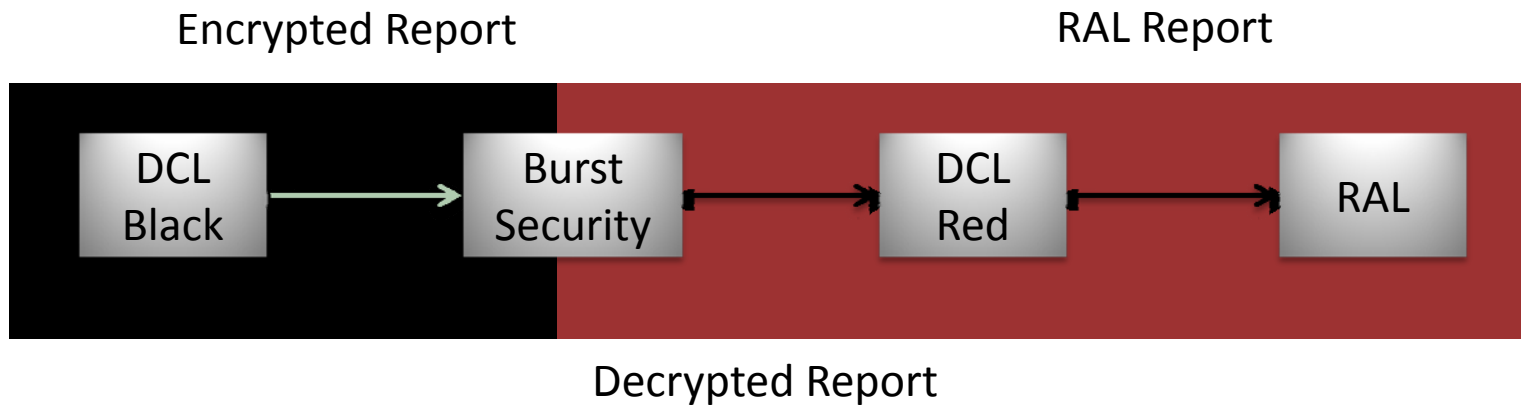 Encrypted Report
RAL Report
DCL
Black
Burst
Security
DCL
Red
RAL
Decrypted Report